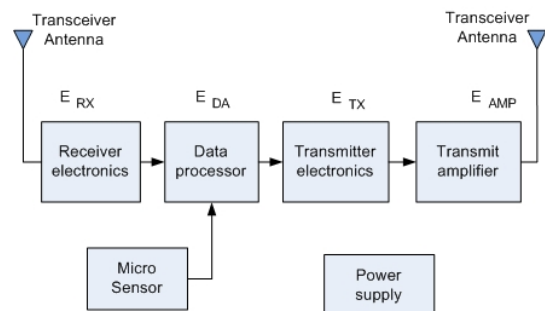 Transceiver
Antenna
Transceiver
Antenna
E RX
E DA
E TX
E AMP
Receiver
electronics
Data
processor
Transmitter
electronics
Transmit
amplifier
Micro
Sensor
Power
supply